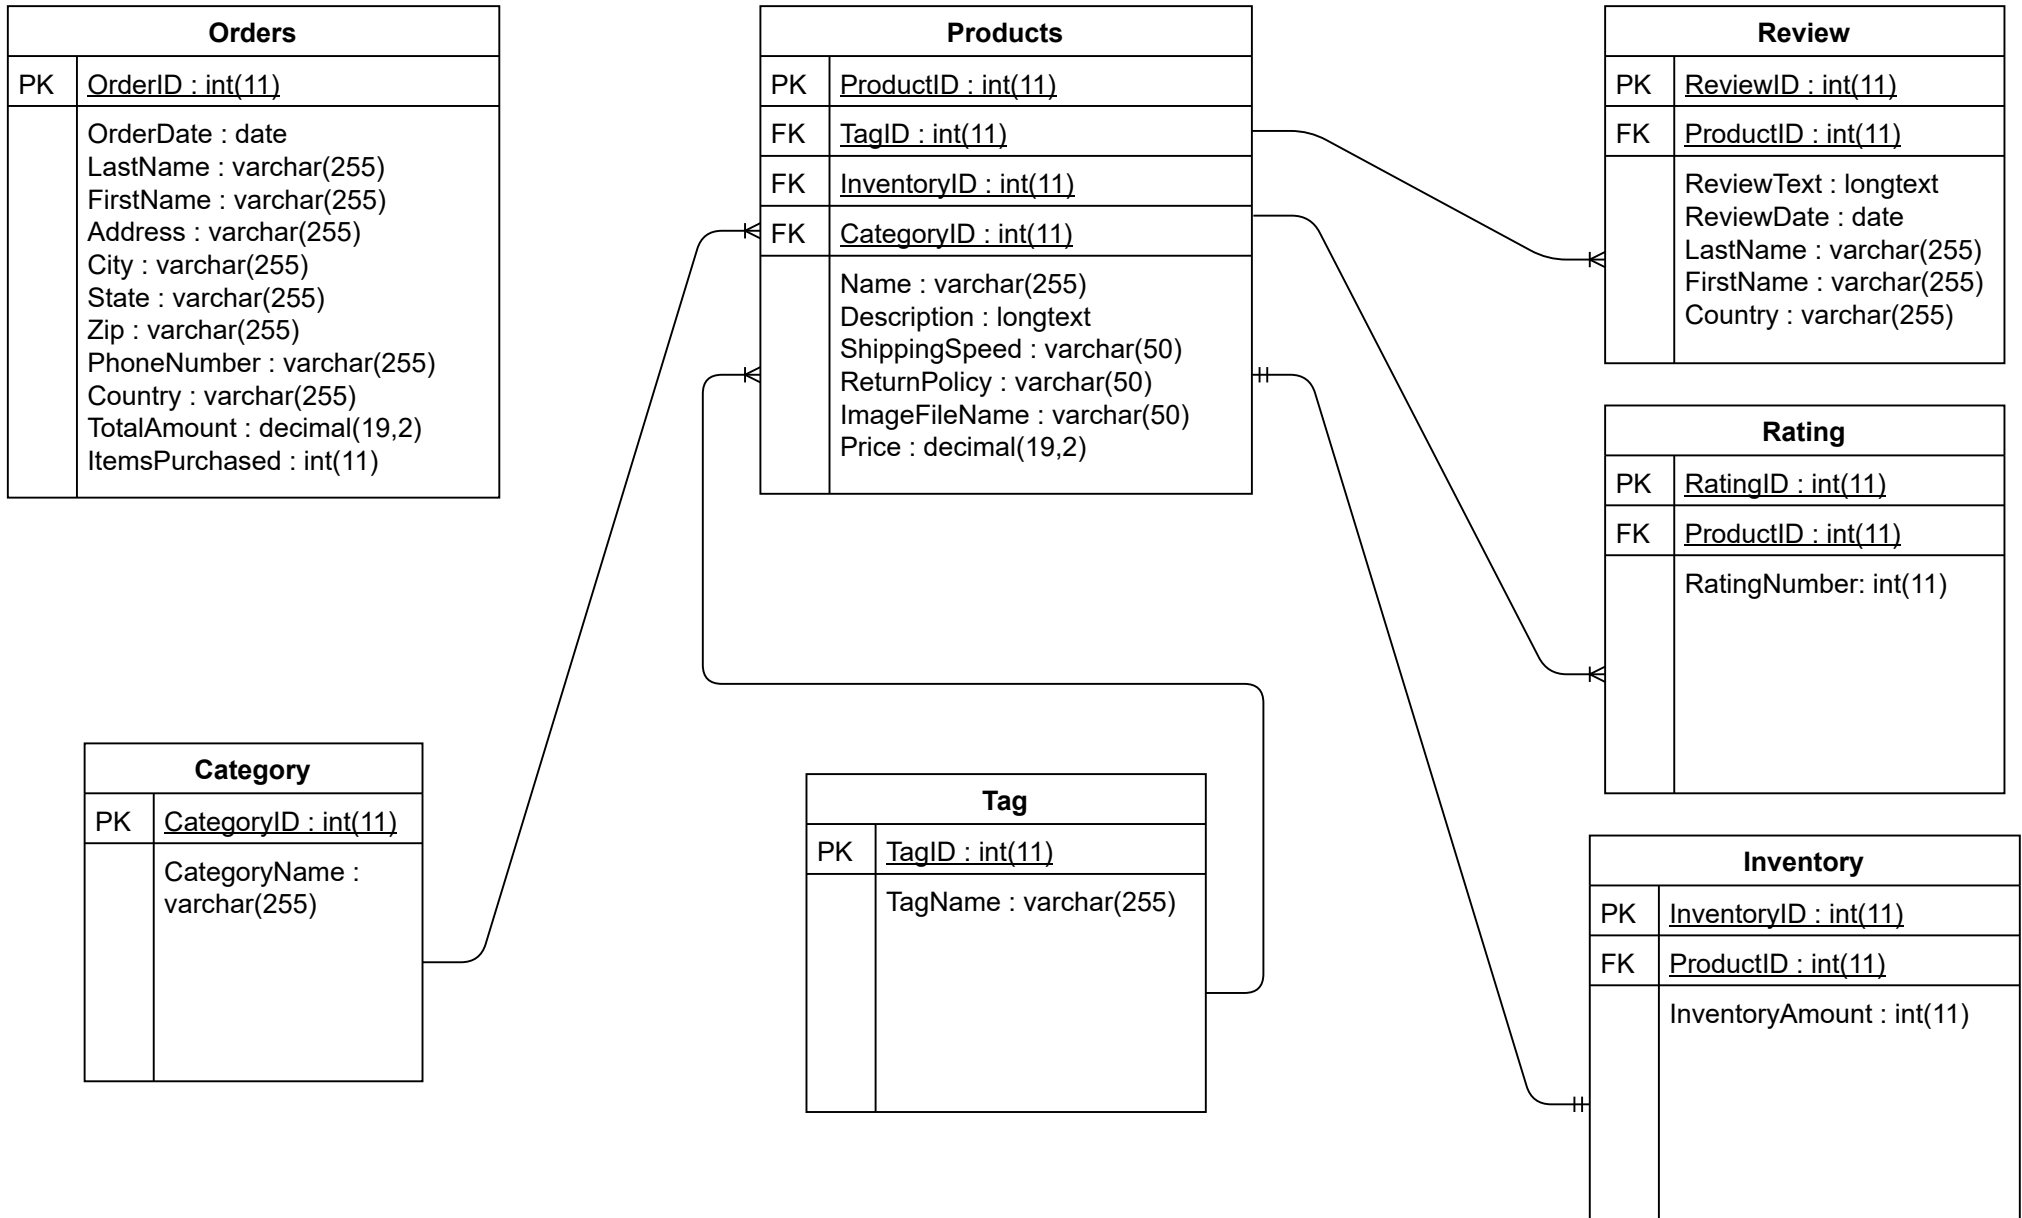 Orders
PK OrderID : int(11)
OrderDate : date
LastName : varchar(255)
FirstName : varchar(255)
Address : varchar(255)
City : varchar(255)
State : varchar(255)
Zip : varchar(255)
PhoneNumber : varchar(255)
Country : varchar(255)
TotalAmount : decimal(19,2)
ItemsPurchased : int(11)
Products
PK ProductID : int(11)
FK TagID : int(11)
FK InventoryID : int(11)
FK CategoryID : int(11)
Name : varchar(255)
Description : longtext
ShippingSpeed : varchar(50)
ReturnPolicy : varchar(50)
ImageFileName : varchar(50)
Price : decimal(19,2)
Review
PK ReviewID : int(11)
FK ProductID : int(11)
ReviewText : longtext
ReviewDate : date
LastName : varchar(255)
FirstName : varchar(255)
Country : varchar(255)
Rating
PK RatingID : int(11)
FK ProductID : int(11)
RatingNumber: int(11)
Category
PK CategoryID : int(11)
CategoryName :
varchar(255)
Tag
PK TagID : int(11)
TagName : varchar(255)
Inventory
PK InventoryID : int(11)
FK ProductID : int(11)
InventoryAmount : int(11)